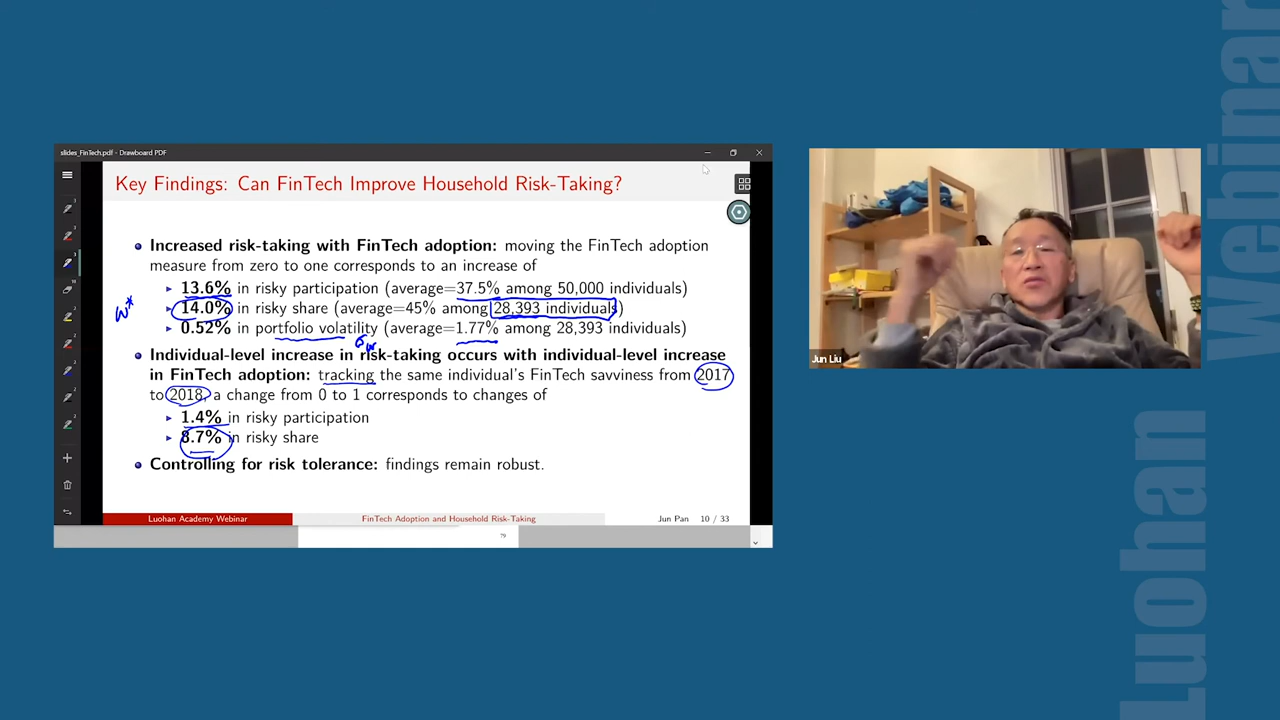 slides_FinTech.pdf - Drawboard PDF
Key Findings: Can FinTech Improve Household Risk-Taking?
Increased risk-taking with FinTech adoption: moving the FinTech adoption
measure from zero to one corresponds to an increase of
13.6% in risky participation (average=37.5% among 50,000 individuals)
w*
14.0% in risky share (average=45% among 28,393 individuals)
0.52% in portfolio volatility (average=1.77% among 28,393 individuals)
σw
Individual-level increase in risk-taking occurs with individual-level increase
in FinTech adoption: tracking the same individual's FinTech savviness from 2017
to 2018, a change from 0 to 1 corresponds to changes of
1.4% in risky participation
8.7% in risky share
Controlling for risk tolerance: findings remain robust.
Luohan Academy Webinar
FinTech Adoption and Household Risk-Taking
Jun Pan 10 / 33
79
Jun Liu
Luohan Webinar